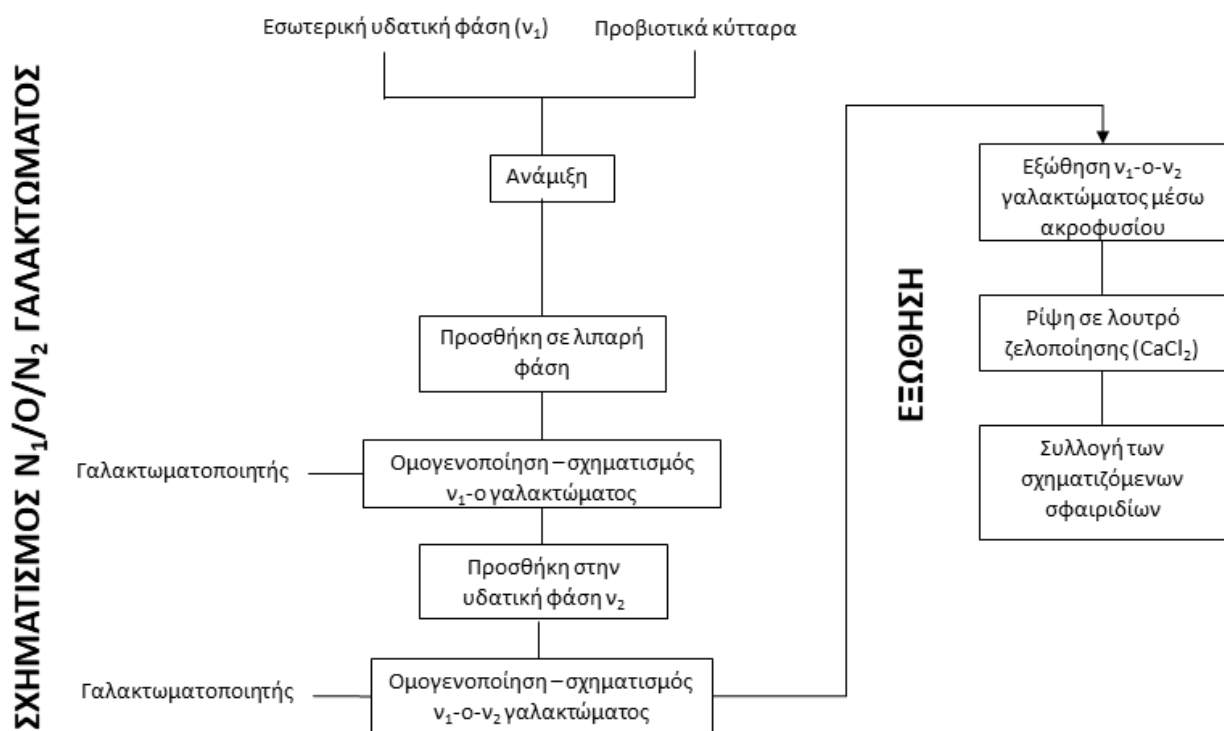 ΣΧΗΜΑΤΙΣΜΟΣ Ν₁/Ο/Ν₂ ΓΑΛΑΚΤΩΜΑΤΟΣ
Εσωτερική υδατική φάση (ν₁)
Προβιοτικά κύτταρα
Ανάμιξη
Προσθήκη σε λιπαρή
φάση
Γαλακτωματοποιητής
Ομογενοποίηση – σχηματισμός
ν₁-ο γαλακτώματος
Προσθήκη στην
υδατική φάση ν₂
Γαλακτωματοποιητής
Ομογενοποίηση – σχηματισμός
ν₁-ο-ν₂ γαλακτώματος
ΕΞΩΘΗΣΗ
Εξώθηση ν₁-ο-ν₂
γαλακτώματος μέσω
ακροφυσίου
Ρίψη σε λουτρό
ζελοποίησης (CaCl₂)
Συλλογή των
σχηματιζόμενων
σφαιριδίων